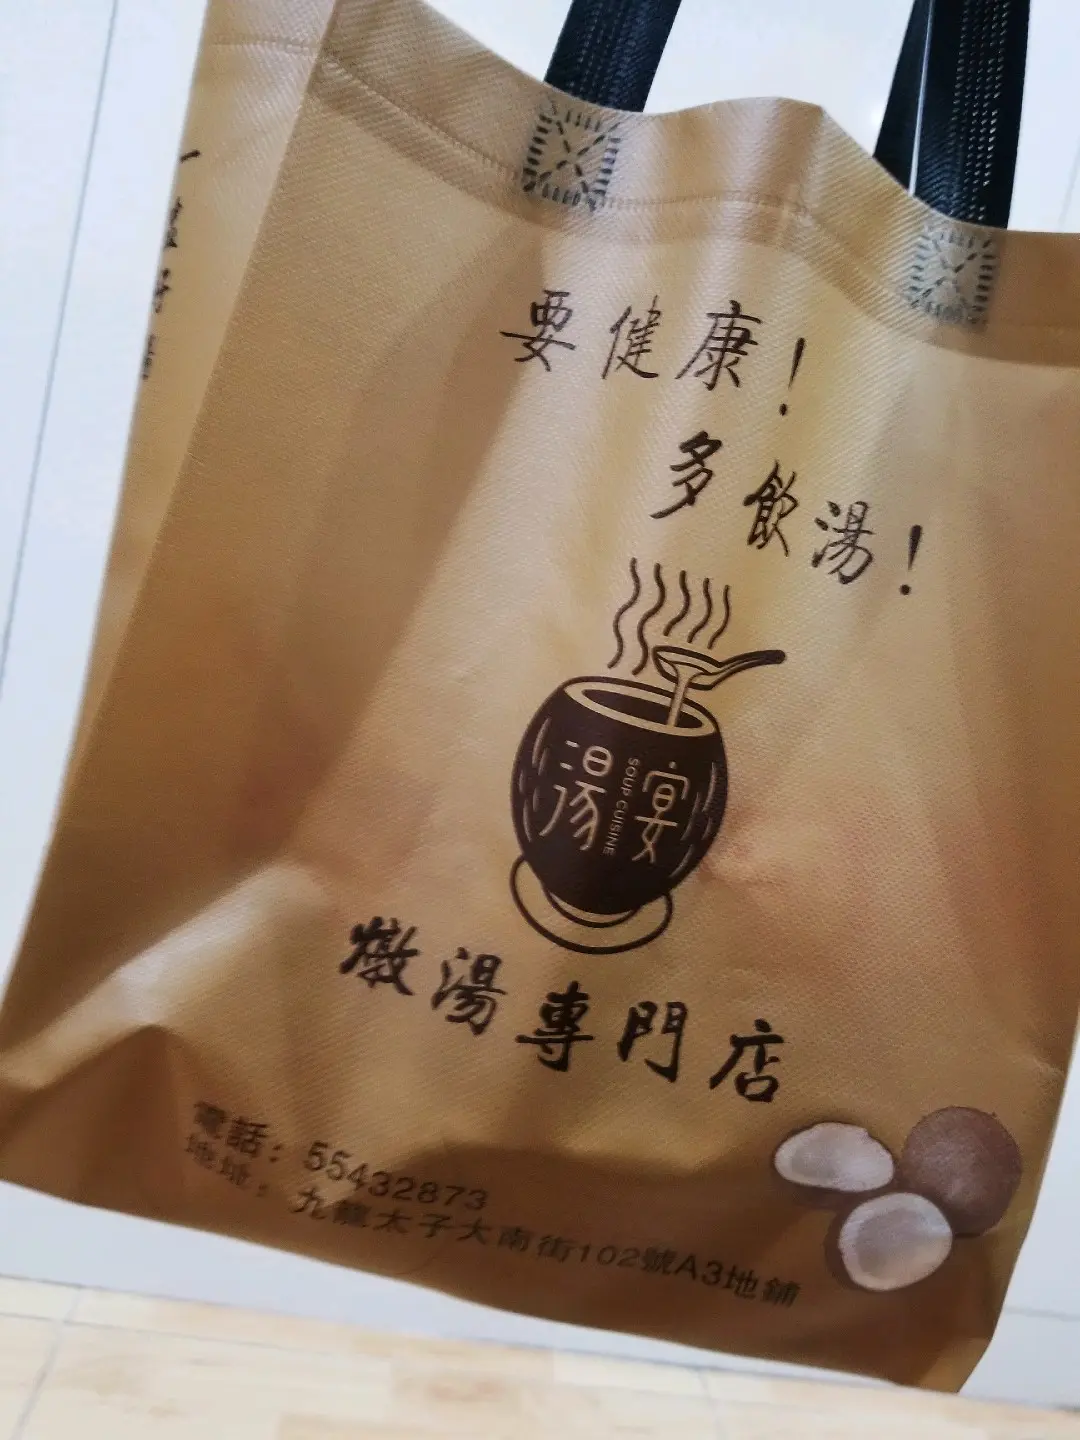 要健康！
多飲湯！
湯宴
SOUP CUISINE
燉湯專門店
電話：55432873
地址：九龍太子大南街102號A3地鋪